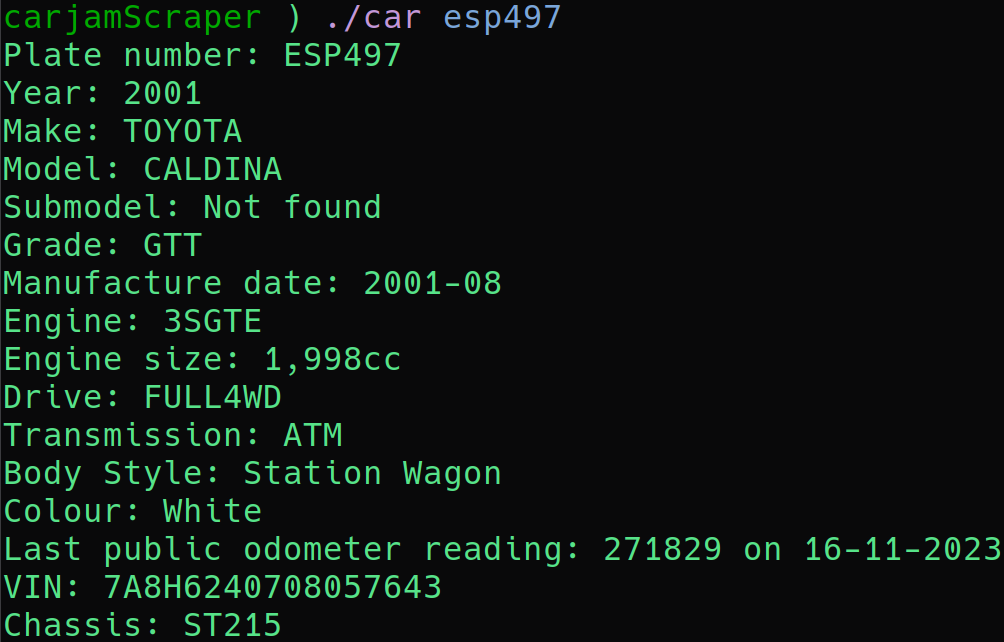 carjamScraper ) ./car esp497
Plate number: ESP497
Year: 2001
Make: TOYOTA
Model: CALDINA
Submodel: Not found
Grade: GTT
Manufacture date: 2001-08
Engine: 3SGTE
Engine size: 1,998cc
Drive: FULL4WD
Transmission: ATM
Body Style: Station Wagon
Colour: White
Last public odometer reading: 271829 on 16-11-2023
VIN: 7A8H6240708057643
Chassis: ST215